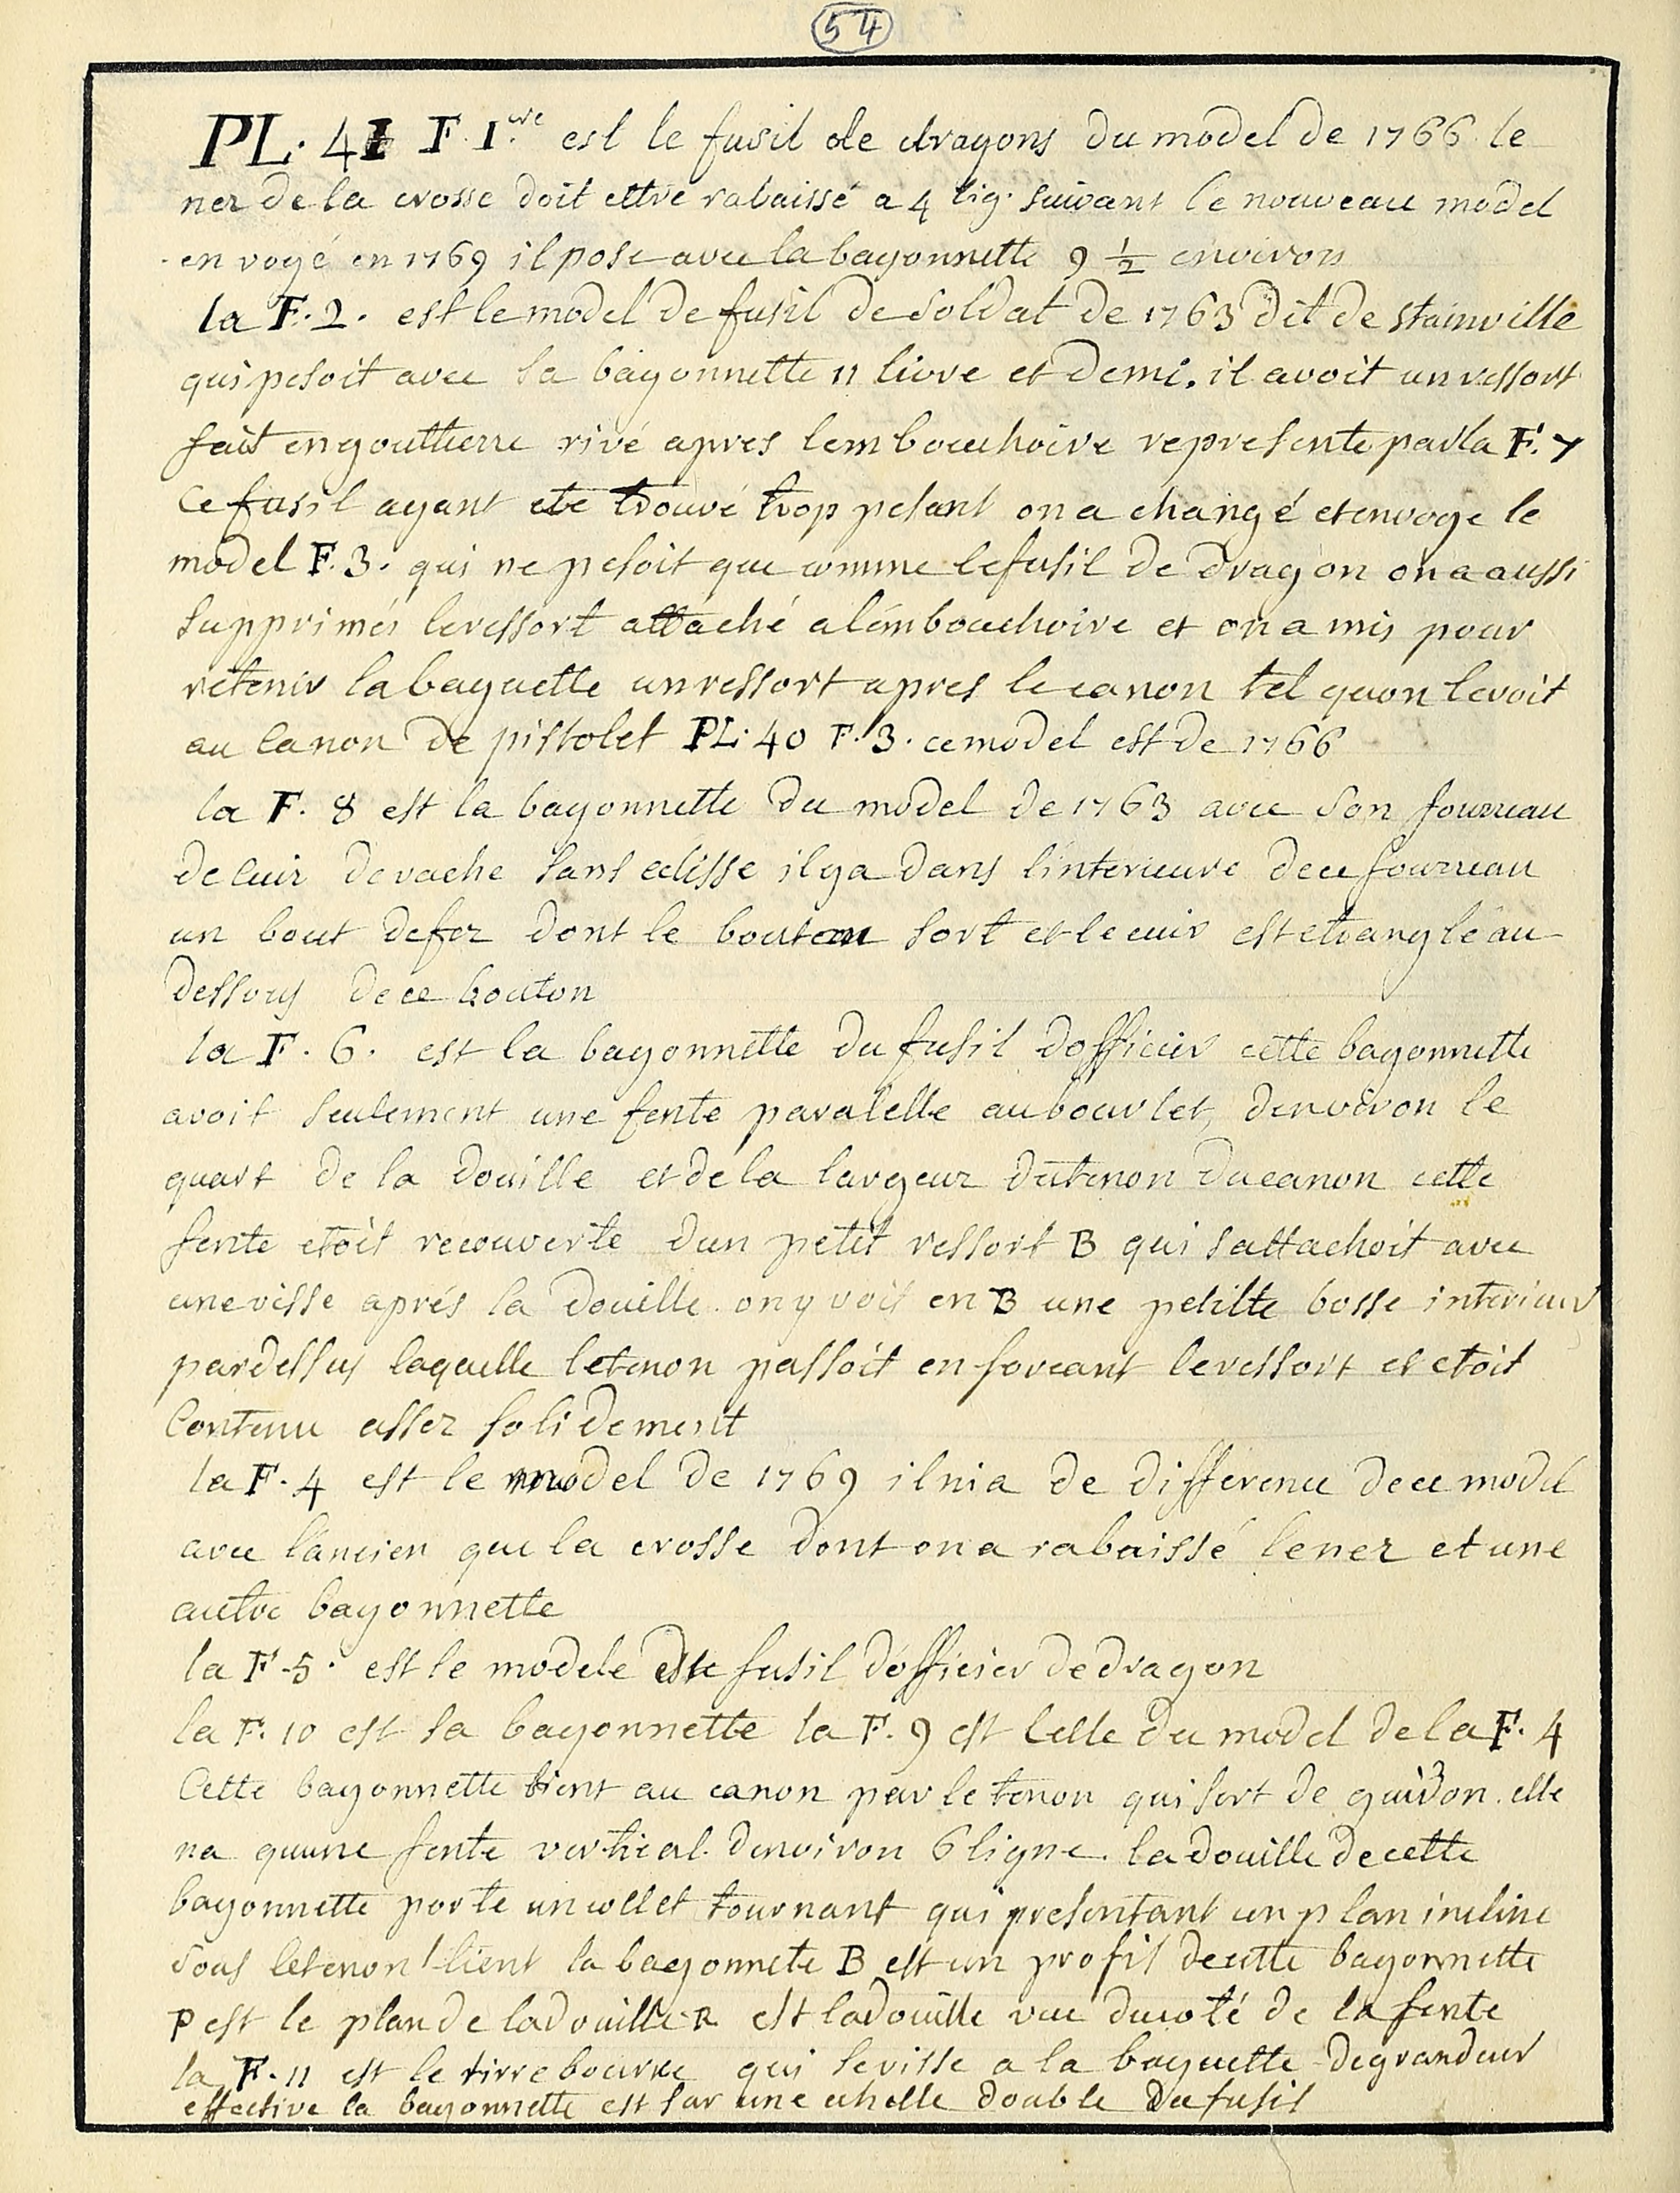 54
PL. 41 F. 1.re est le fusil de dragons du model de 1766 le
nez de la crosse doit ettre rabaissé a 4 lig. suivant le nouveau model
envoyé en 1769 il pese avec la bayonnette 9 1/2 environs
la F. 2. est le model de fusil de soldat de 1763 dit de stainville
qui pesoit avec sa bayonnette 11 livre et demi. il avoit un ressort
fait en gouttierre rivé apres lembouchoire represente par la F. 7
Ce fusil ayant ete trouvé trop pesant on a changé et envoye le
model F. 3. qui ne pesoit que comme le fusil de dragon on a aussi
supprimés le ressort attaché a lémbouchoire et on a mis pour
retenir la baguette un ressort apres le canon tel quon le voit
au canon de pistolet PL. 40 F. 3. ce model est de 1766
la F. 8 est la bayonnette du model de 1763 avec son fourreau
de cuir de vache sans eclisse il ya dans l'interieure de ce fourreau
un bout de fer dont le bouton sort et le cuir est etranglé au
dessous de ce bouton
la F. 6. est la bayonnette du fusil dofficier cette bayonnette
avoit seulement une fente paralelle au bourlet, denviron le
quart de la douille et de la largeur du tenon du canon cette
fente etoit recouverte dun petit ressort B qui sattachoit avec
une visse aprés la douille. on y voit en B une petitte bosse interieur
pardessus laquelle le tenon passoit en forcant le ressort et etoit
Contenu assez solidement
la F. 4 est le model de 1769 il nia de difference de ce model
avec l'ancien que la crosse dont on a rabaissé le nez et une
autre bayonnette
la F. 5. est le modele de fusil d'officier de dragon
la F. 10 est sa bayonnette la F. 9 est Celle du model de la F. 4
Cette bayonnette tient au canon par le tenon qui sert de guidon. elle
na quune fente vertical. denviron 6 ligne. la douille de cette
bayonnette porte un collet tournant qui presentant un plan incline
sous le tenon tient la bayonnete B est un profil de cette bayonnette
P est le plan de la douille R est la douille vue du coté de la fente
la F. 11 est le tirre bourre qui se visse a la baguette de grandeur
effective la bayonnette est sur une echelle double du fusil